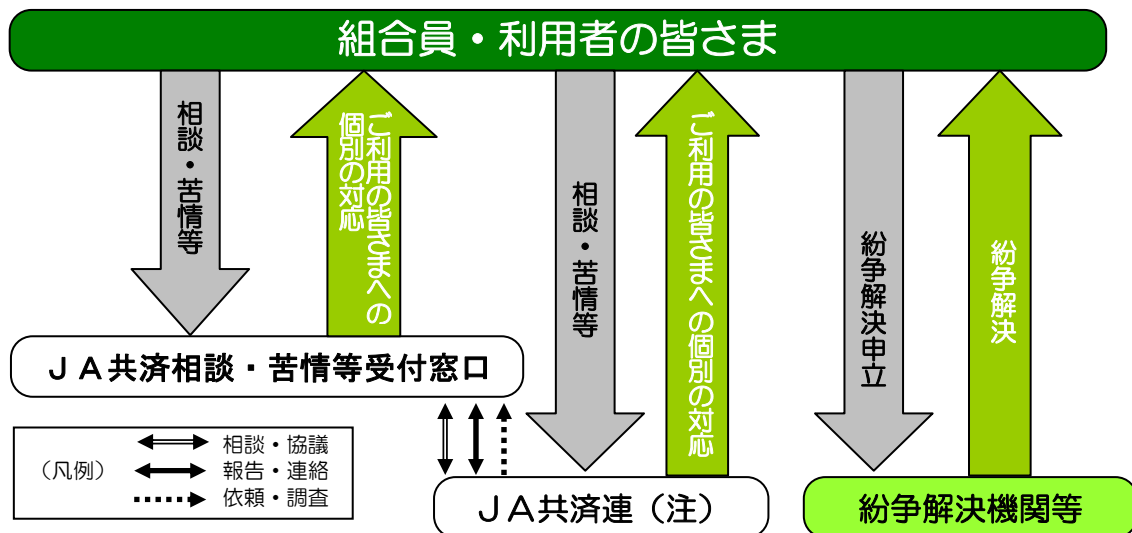 組合員・利用者の皆さま
相談・苦情等
ご利用の皆さまへの
個別の対応
相談・苦情等
ご利用の皆さまへの個別の対応
紛争解決申立
紛争解決
ＪＡ共済相談・苦情等受付窓口
（凡例）
相談・協議
報告・連絡
依頼・調査
ＪＡ共済連（注）
紛争解決機関等